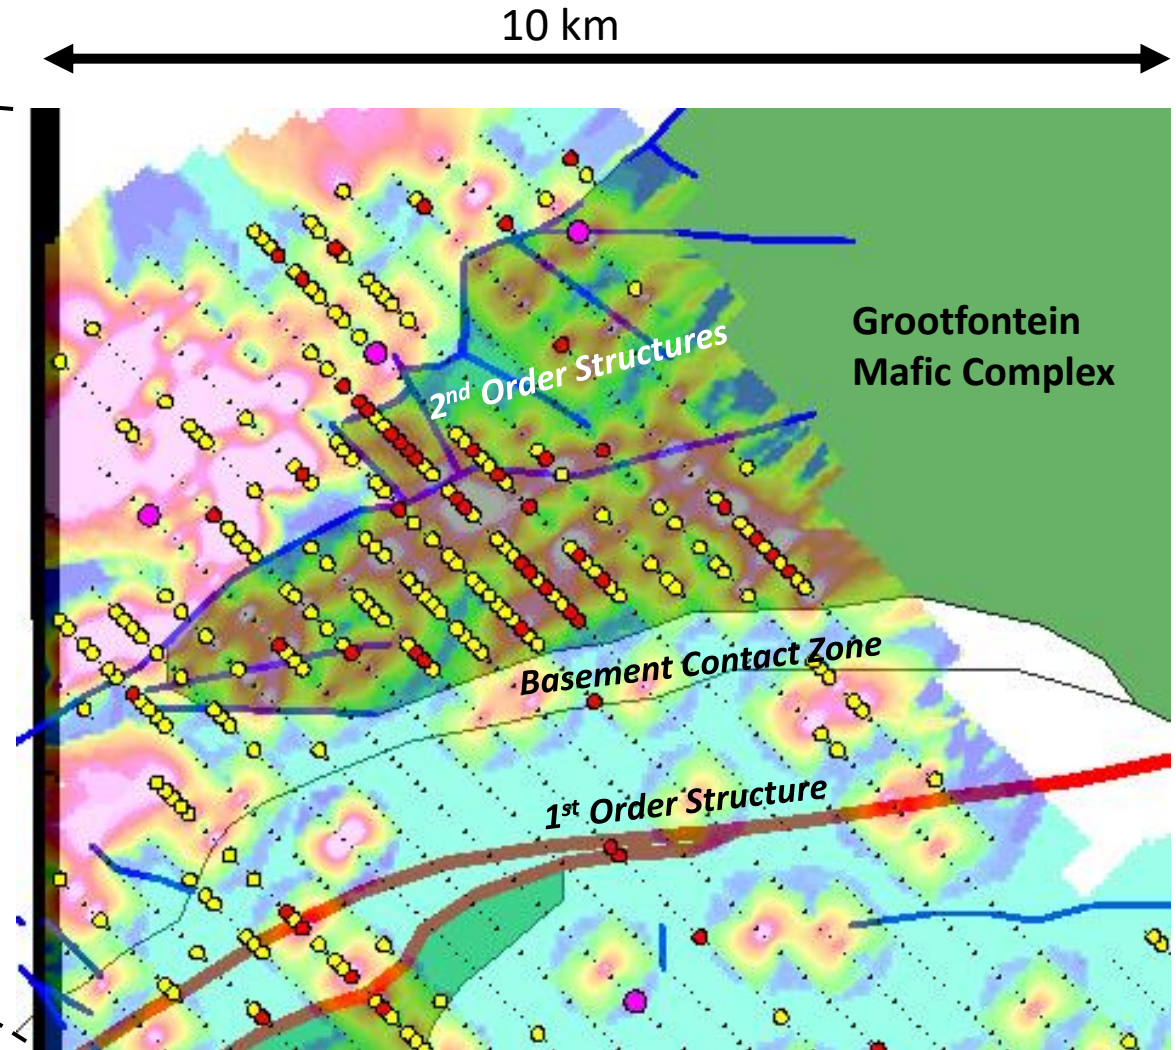 10 km
2nd Order Structures
Grootfontein
Mafic Complex
Basement Contact Zone
1st Order Structure